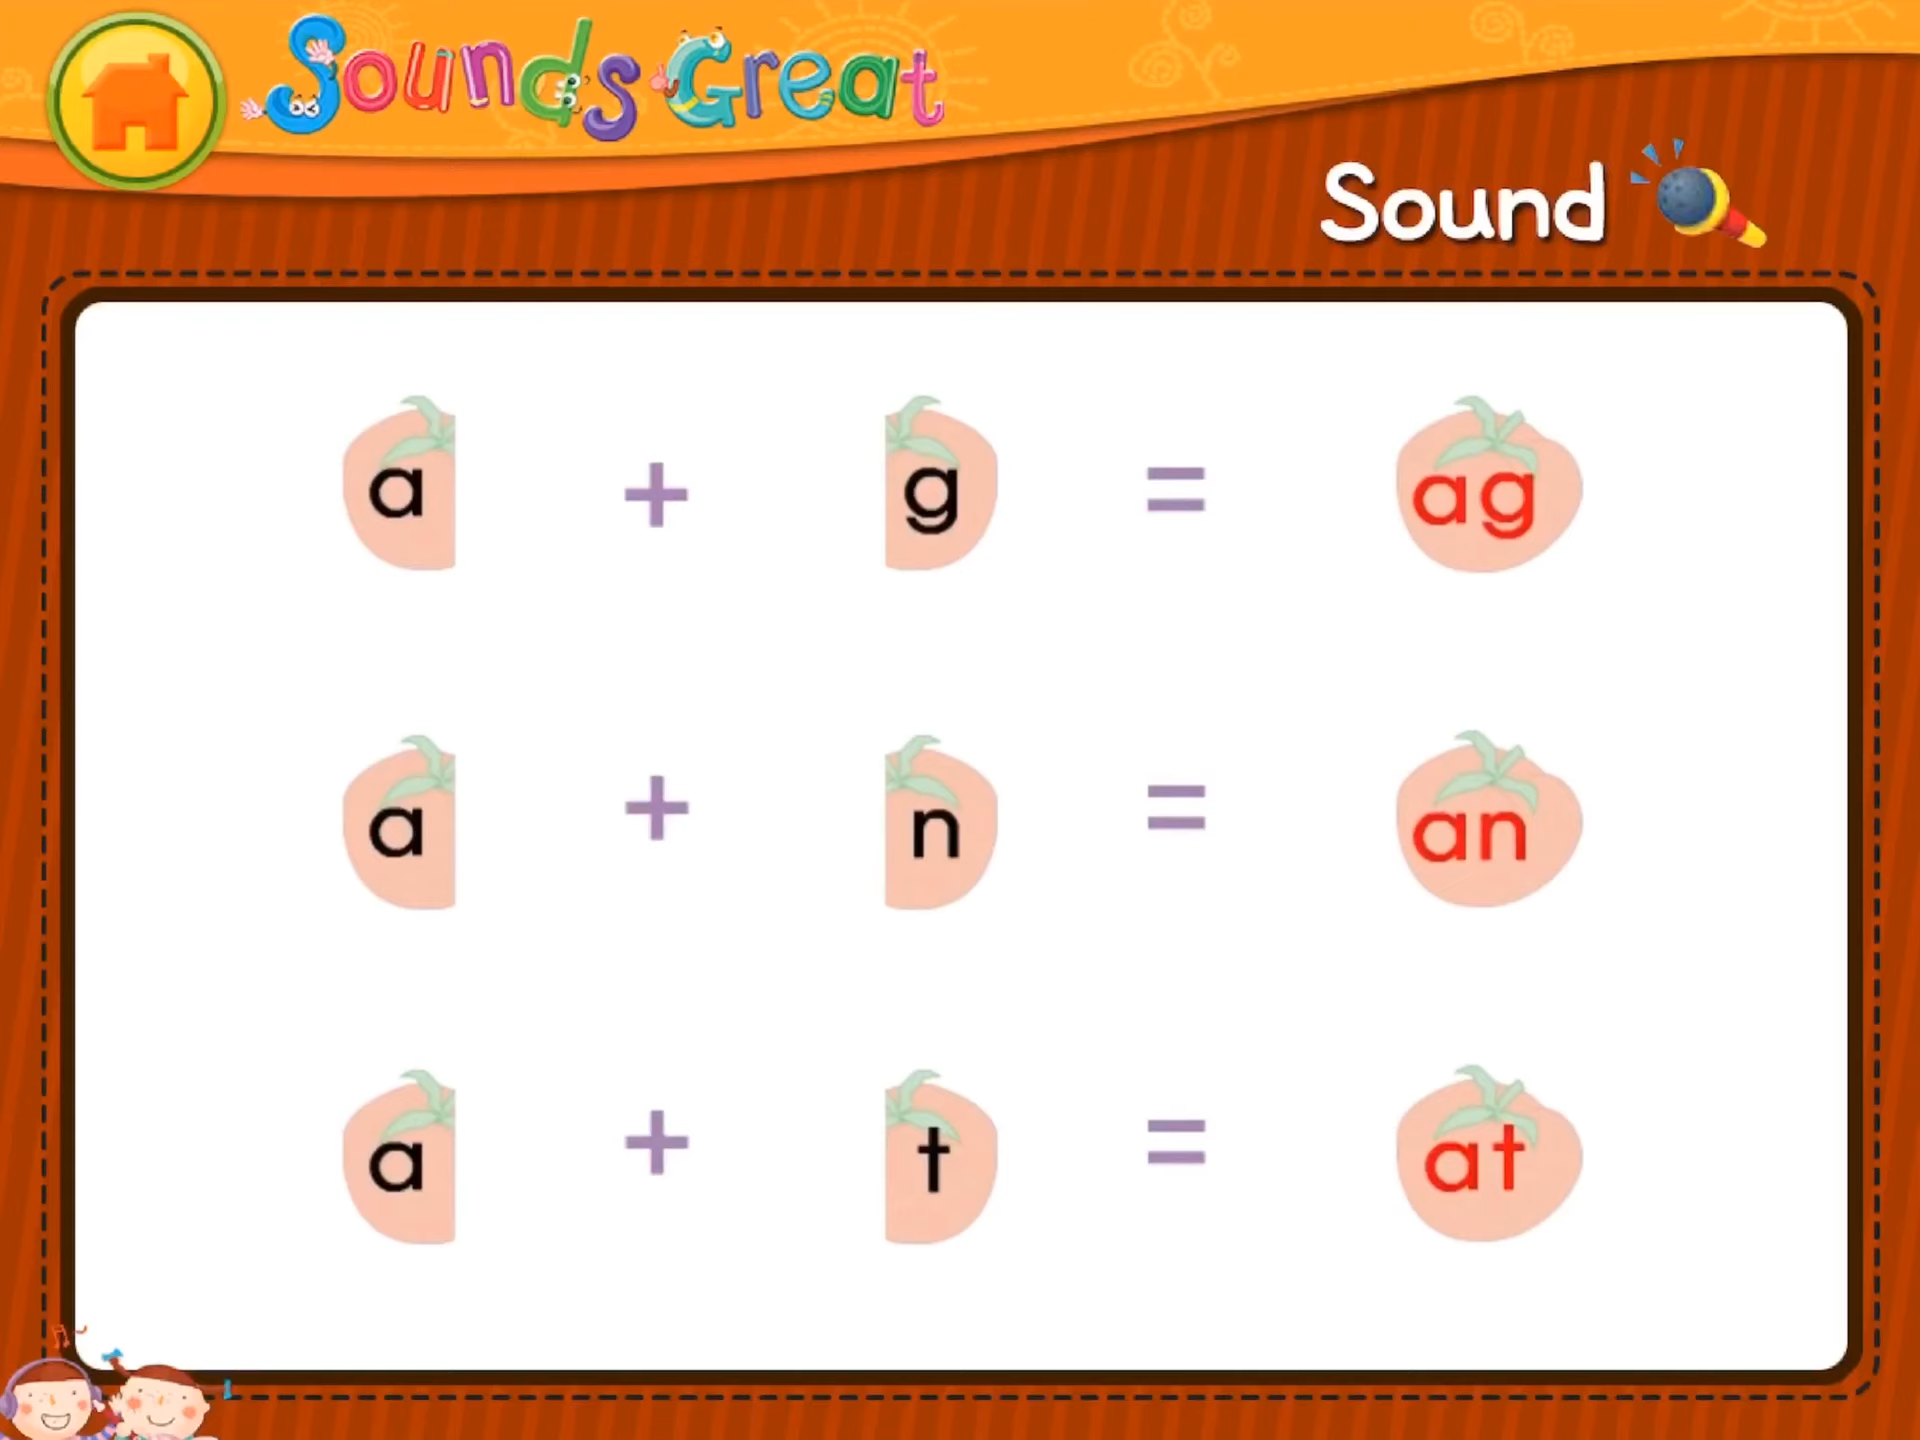 Sounds Great
Sound
a + g = ag
a + n = an
a + t = at